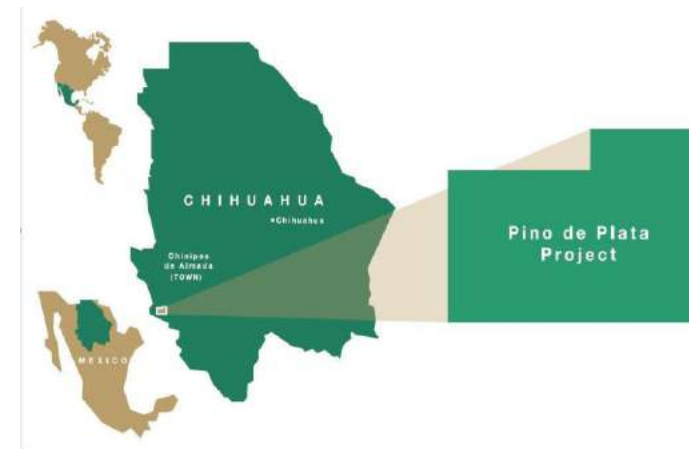 CHIHUAHUA
Chihuahua
Chinipas
de Almada
(TOWN)
Pino de Plata
Project
MEXICO